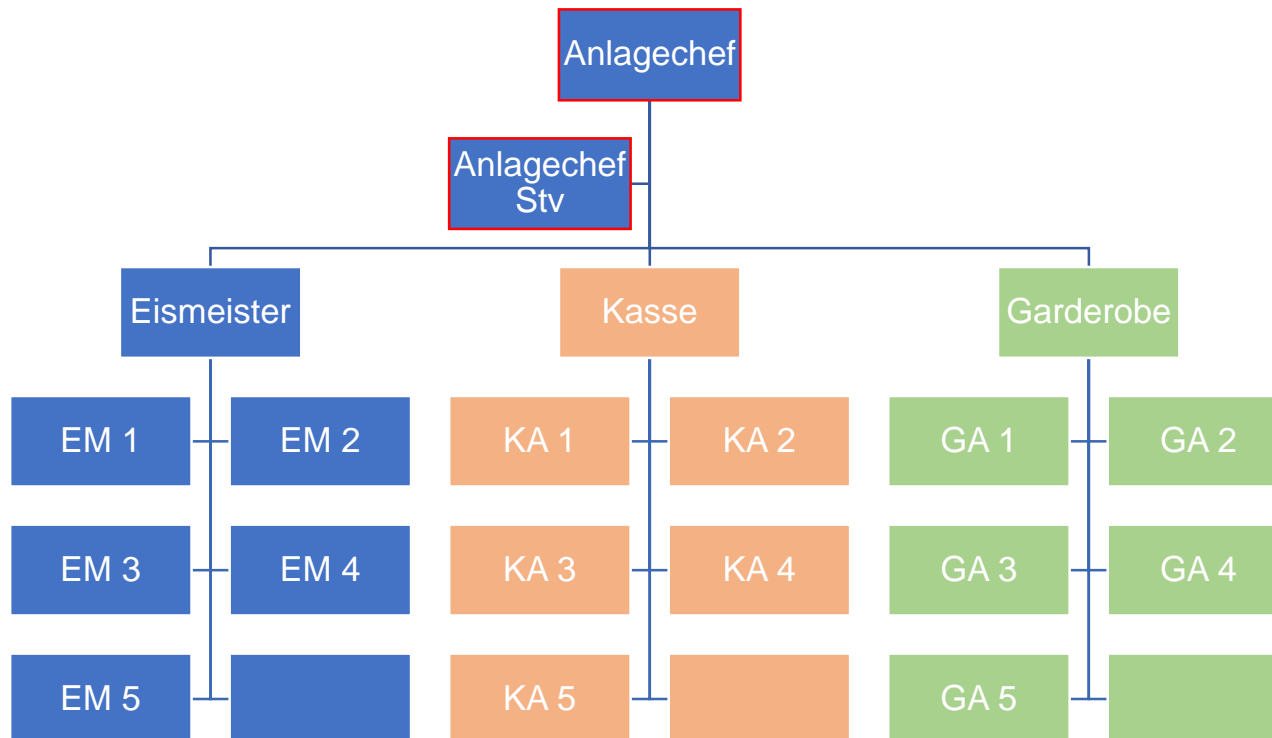 Anlagechef
Anlagechef
Stv
Eismeister
Kasse
Garderobe
EM 1
EM 2
KA 1
KA 2
GA 1
GA 2
EM 3
EM 4
KA 3
KA 4
GA 3
GA 4
EM 5
KA 5
GA 5